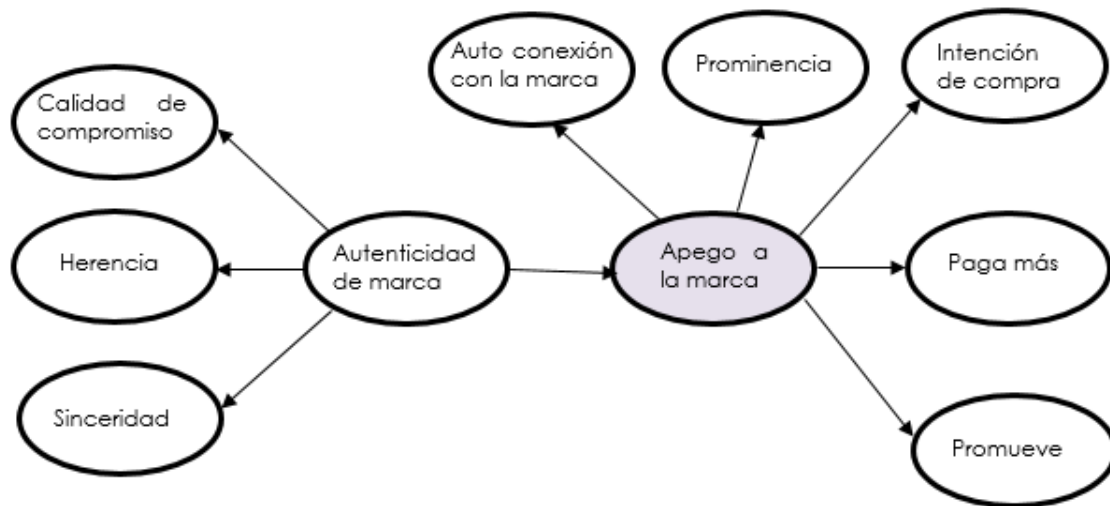 Auto conexión
con la marca
Prominencia
Intención
de compra
Calidad de
compromiso
Herencia
Autenticidad
de marca
Apego a
la marca
Paga más
Sinceridad
Promueve